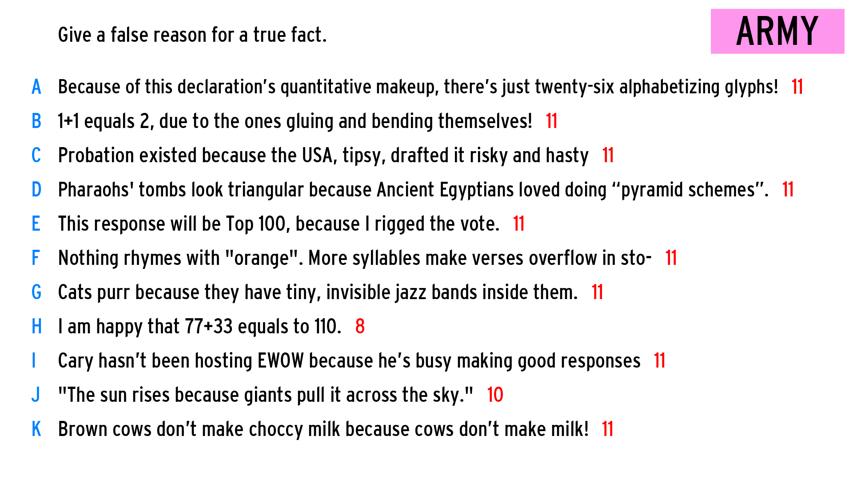 Give a false reason for a true fact.
ARMY
A Because of this declaration's quantitative makeup, there's just twenty-six alphabetizing glyphs! 11
B 1+1 equals 2, due to the ones gluing and bending themselves! 11
C Probation existed because the USA, tipsy, drafted it risky and hasty 11
D Pharaohs' tombs look triangular because Ancient Egyptians loved doing “pyramid schemes”. 11
E This response will be Top 100, because I rigged the vote. 11
F Nothing rhymes with "orange". More syllables make verses overflow in sto- 11
G Cats purr because they have tiny, invisible jazz bands inside them. 11
H I am happy that 77+33 equals to 110. 8
I Cary hasn't been hosting EWOW because he's busy making good responses 11
J "The sun rises because giants pull it across the sky." 10
K Brown cows don't make choccy milk because cows don't make milk! 11